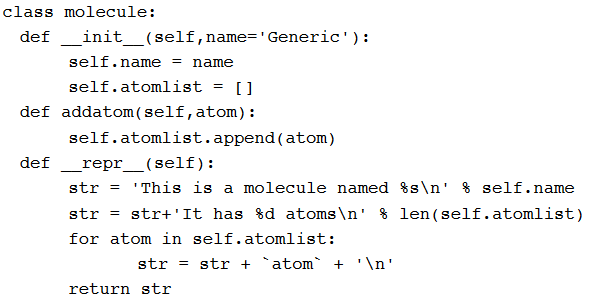 class molecule:
  def __init__(self,name='Generic'):
       self.name = name
       self.atomlist = []
  def addatom(self,atom):
       self.atomlist.append(atom)
  def __repr__(self):
       str = 'This is a molecule named %s\n' % self.name
       str = str+'It has %d atoms\n' % len(self.atomlist)
       for atom in self.atomlist:
              str = str + `atom` + '\n'
       return str